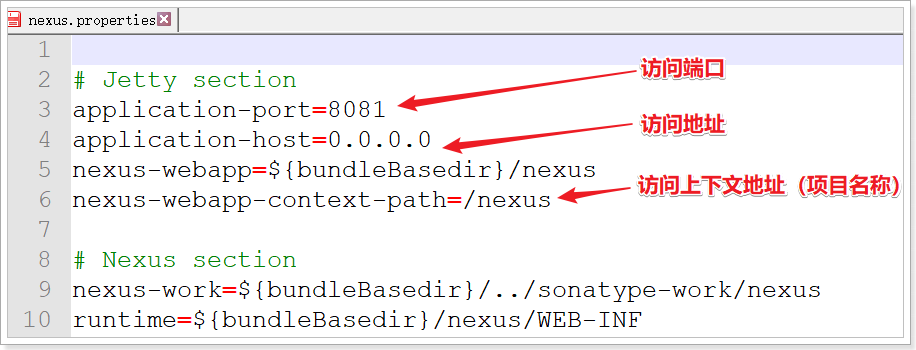 nexus.properties
1
2 # Jetty section
3 application-port=8081
访问端口
4 application-host=0.0.0.0
访问地址
5 nexus-webapp=${bundleBasedir}/nexus
6 nexus-webapp-context-path=/nexus
访问上下文地址（项目名称）
7
8 # Nexus section
9 nexus-work=${bundleBasedir}/../sonatype-work/nexus
10 runtime=${bundleBasedir}/nexus/WEB-INF